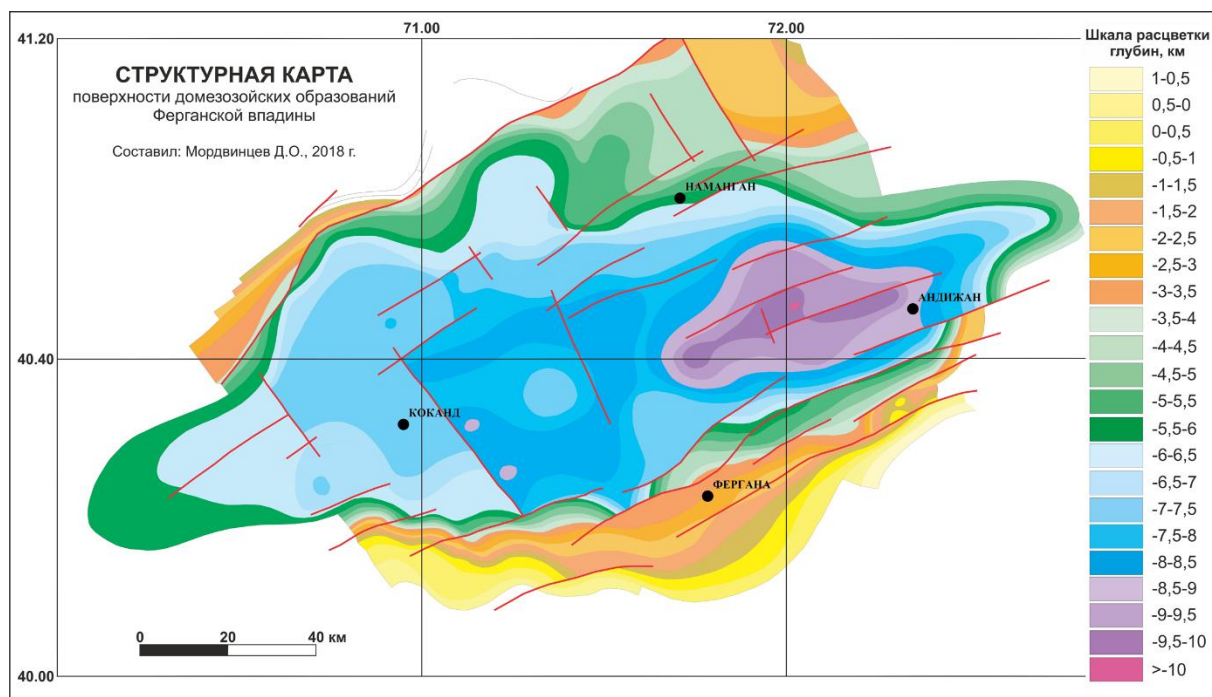 71.00
72.00
41.20
СТРУКТУРНАЯ КАРТА
поверхности домезозойских образований
Ферганской впадины
Составил: Мордвинцев Д.О., 2018 г.
Шкала расцветки
глубин, км
1-0,5
0,5-0
0-0,5
-0,5-1
-1-1,5
-1,5-2
-2-2,5
-2,5-3
-3-3,5
-3,5-4
-4-4,5
-4,5-5
-5-5,5
-5,5-6
-6-6,5
-6,5-7
-7-7,5
-7,5-8
-8-8,5
-8,5-9
-9-9,5
-9,5-10
>-10
НАМАНГАН
АНДИЖАН
40.40
КОКАНД
ФЕРГАНА
0 20 40 км
40.00